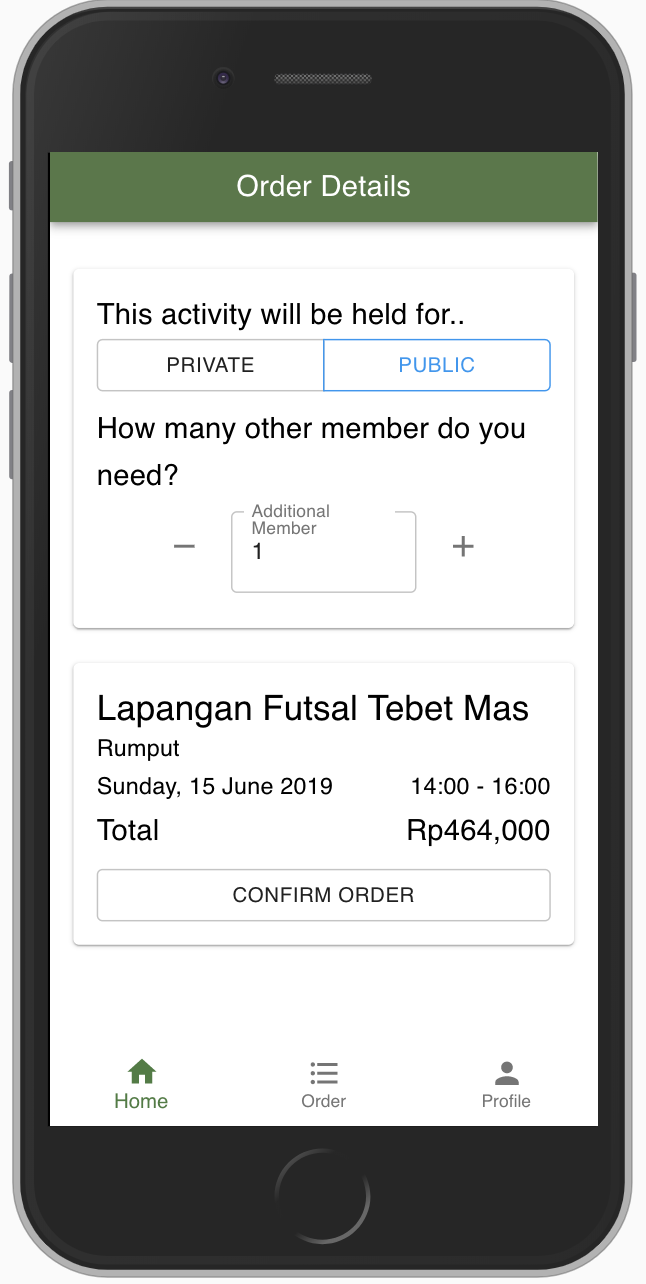 Order Details
This activity will be held for..
PRIVATE PUBLIC
How many other member do you
need?
Additional
Member
− 1 +
Lapangan Futsal Tebet Mas
Rumput
Sunday, 15 June 2019 14:00 - 16:00
Total Rp464,000
CONFIRM ORDER
Home Order Profile